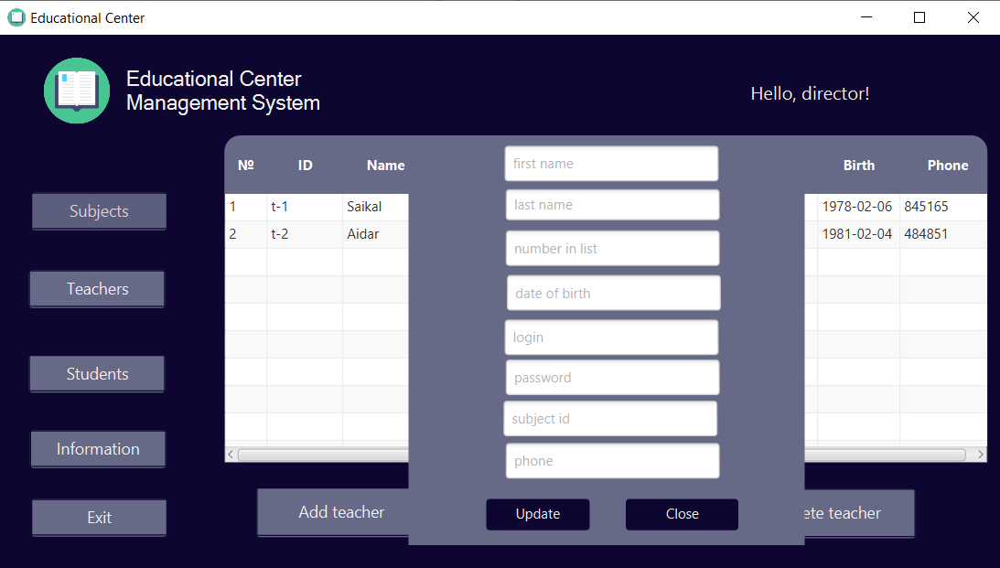 Educational Center
Educational Center
Management System
Hello, director!
№ ID Name Birth Phone
1 t-1 Saikal 1978-02-06 845165
2 t-2 Aidar 1981-02-04 484851
first name
last name
number in list
date of birth
login
password
subject id
phone
Update Close
Subjects
Teachers
Students
Information
Exit
Add teacher ete teacher